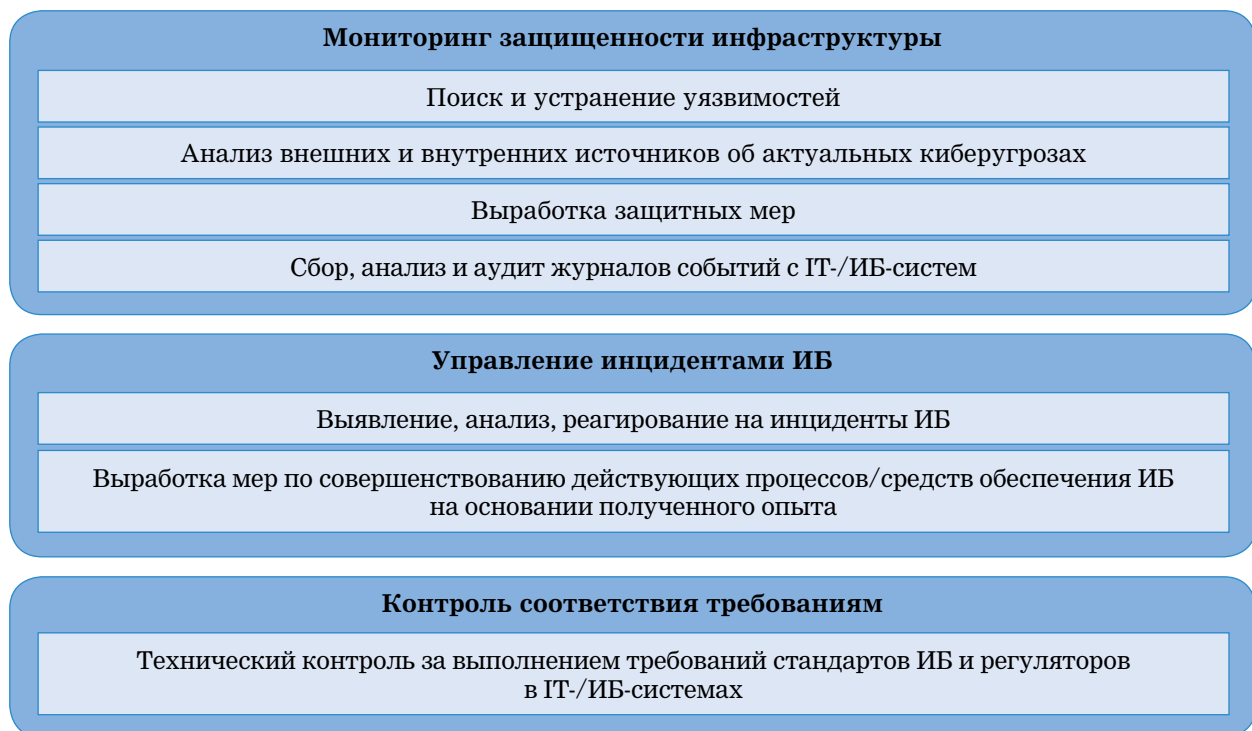 Мониторинг защищенности инфраструктуры
Поиск и устранение уязвимостей
Анализ внешних и внутренних источников об актуальных киберугрозах
Выработка защитных мер
Сбор, анализ и аудит журналов событий с IT-/ИБ-систем
Управление инцидентами ИБ
Выявление, анализ, реагирование на инциденты ИБ
Выработка мер по совершенствованию действующих процессов/средств обеспечения ИБ
на основании полученного опыта
Контроль соответствия требованиям
Технический контроль за выполнением требований стандартов ИБ и регуляторов
в IT-/ИБ-системах